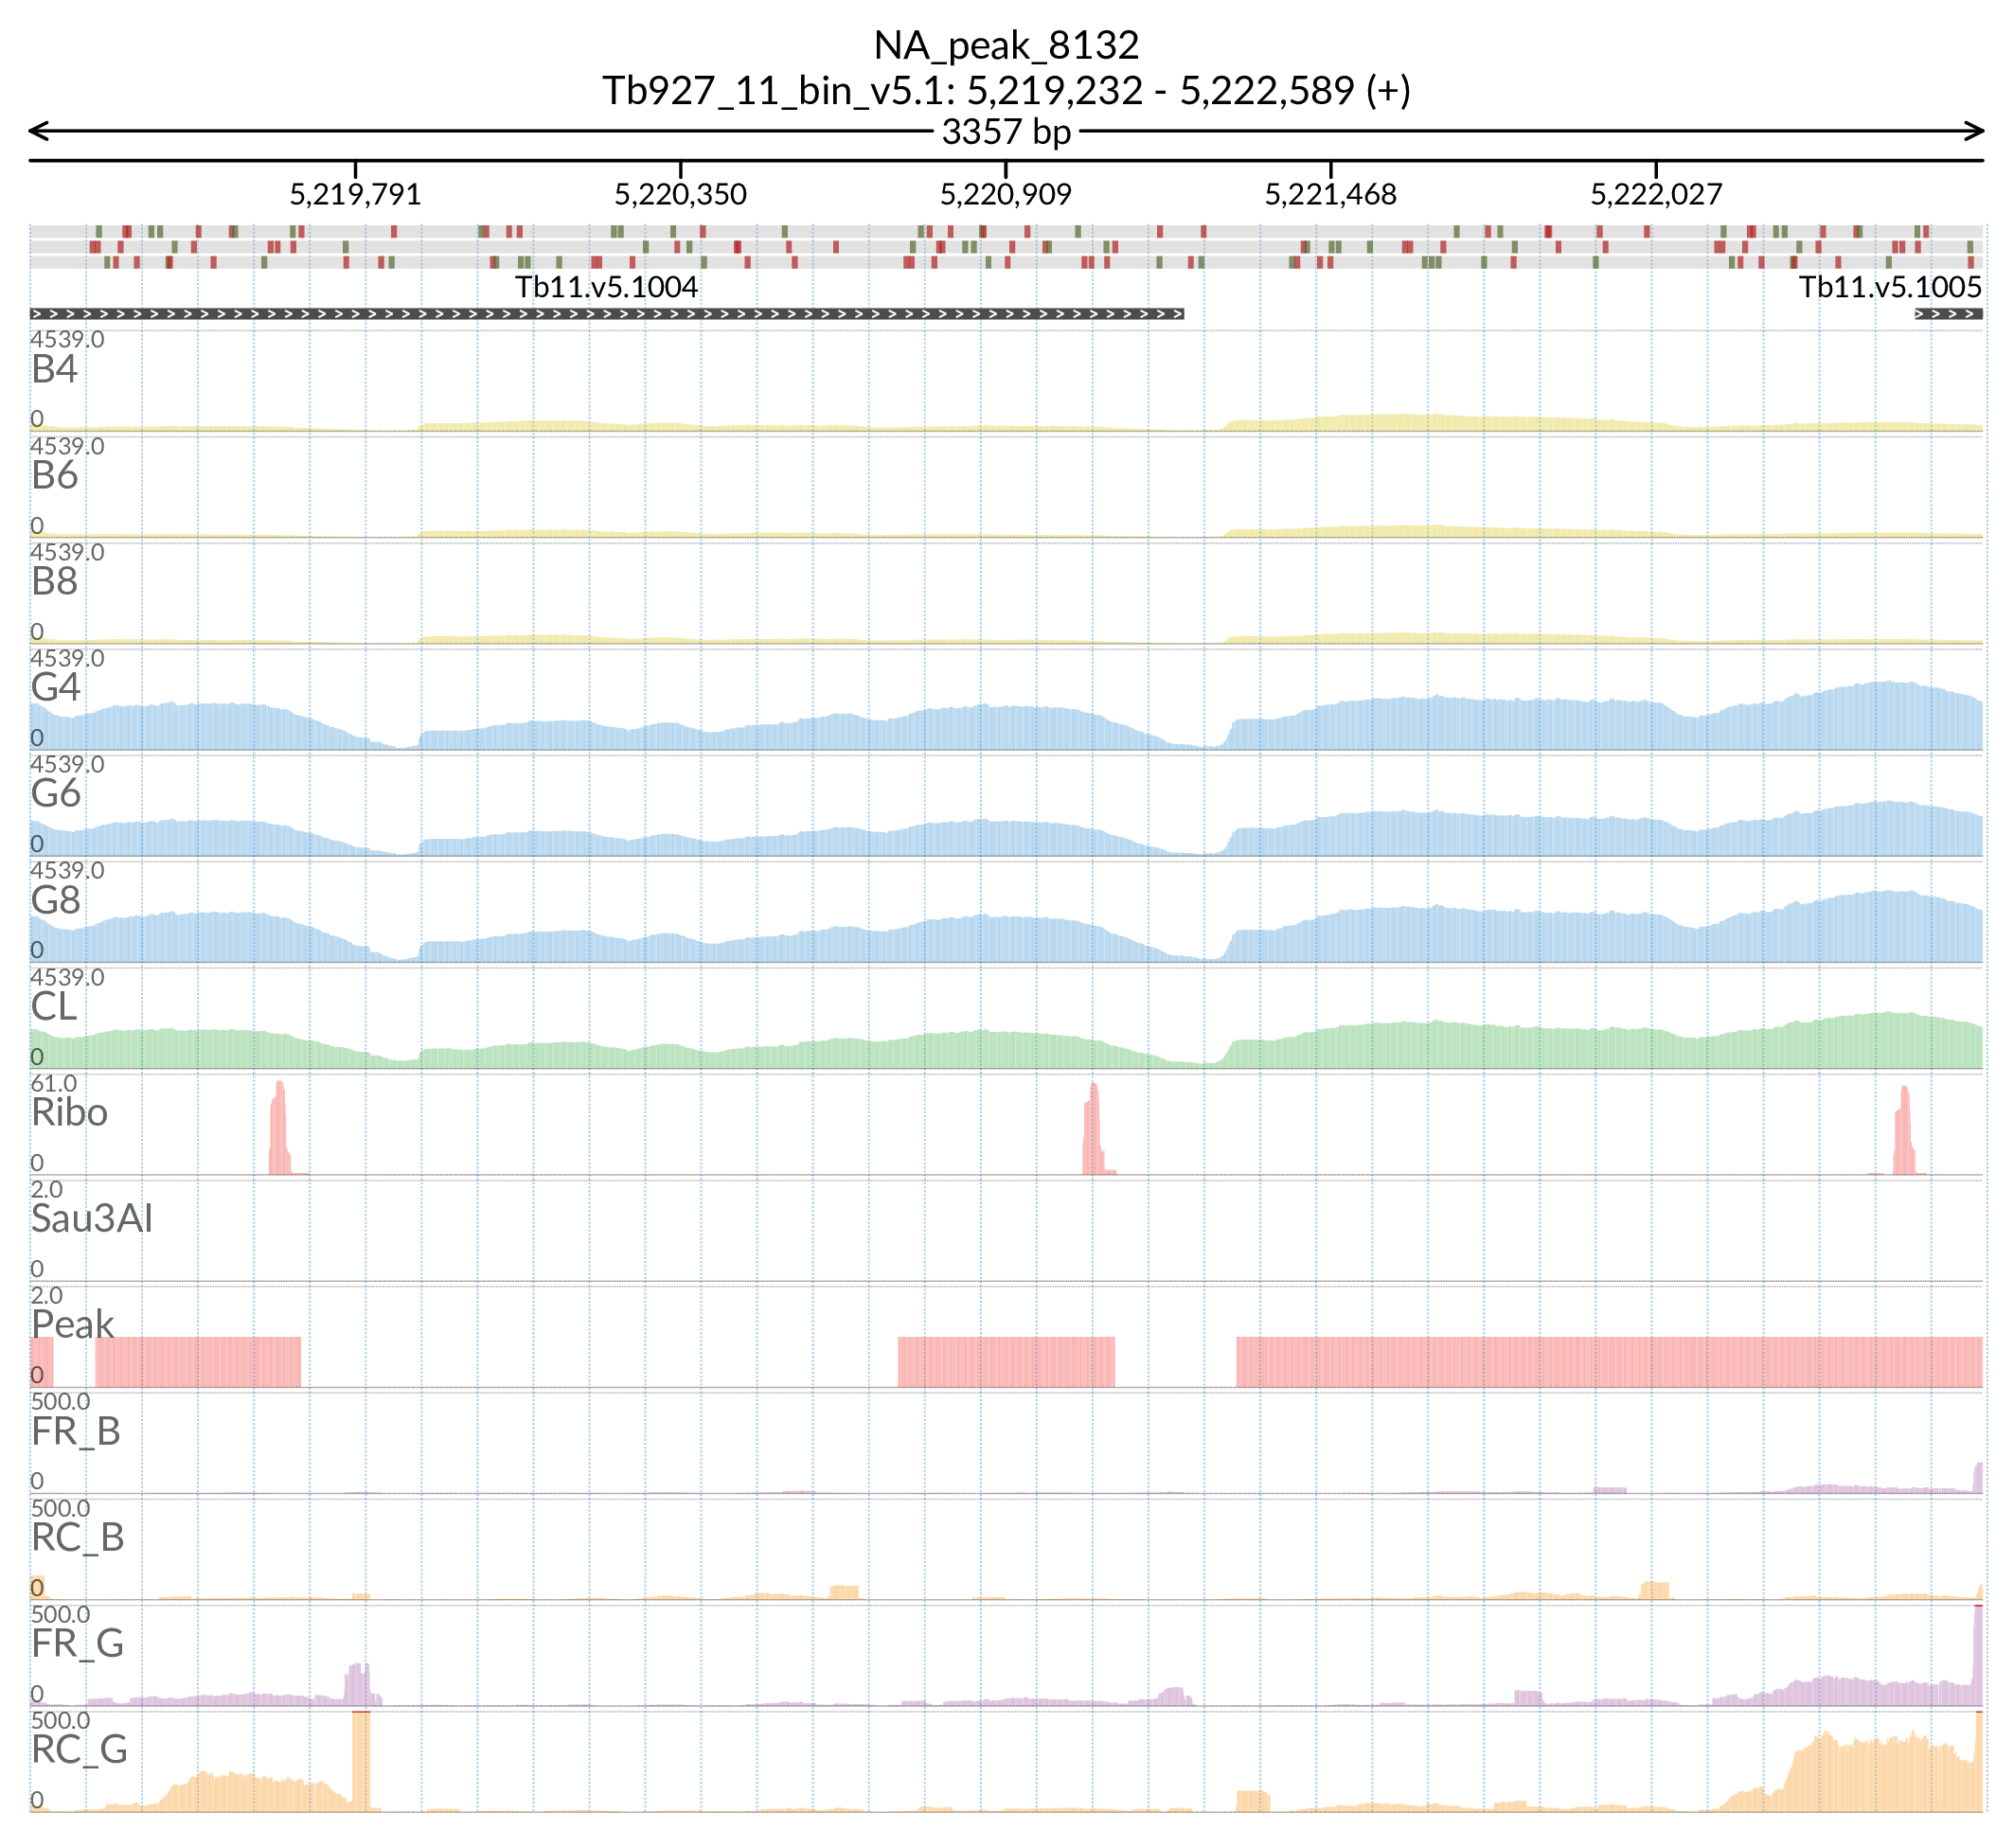 NA_peak_8132
Tb927_11_bin_v5.1: 5,219,232 - 5,222,589 (+)
3357 bp
5,219,791 5,220,350 5,220,909 5,221,468 5,222,027
Tb11.v5.1004 Tb11.v5.1005
4539.0
B4
0
4539.0
B6
0
4539.0
B8
0
4539.0
G4
0
4539.0
G6
0
4539.0
G8
0
4539.0
CL
0
61.0
Ribo
0
2.0
Sau3AI
0
2.0
Peak
0
500.0
FR_B
0
500.0
RC_B
0
500.0
FR_G
0
500.0
RC_G
0